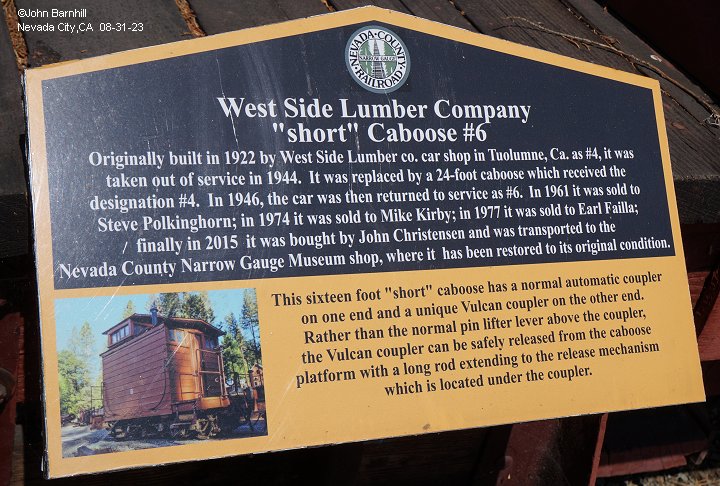 ©John Barnhill
Nevada City,CA 08-31-23
NEVADA COUNTY
NARROW GAUGE
RAILROAD
West Side Lumber Company
"short" Caboose #6
Originally built in 1922 by West Side Lumber co. car shop in Tuolumne, Ca. as #4, it was
taken out of service in 1944. It was replaced by a 24-foot caboose which received the
designation #4. In 1946, the car was then returned to service as #6. In 1961 it was sold to
Steve Polkinghorn; in 1974 it was sold to Mike Kirby; in 1977 it was sold to Earl Failla;
finally in 2015 it was bought by John Christensen and was transported to the
Nevada County Narrow Gauge Museum shop, where it has been restored to its original condition.
This sixteen foot "short" caboose has a normal automatic coupler
on one end and a unique Vulcan coupler on the other end.
Rather than the normal pin lifter lever above the coupler,
the Vulcan coupler can be safely released from the caboose
platform with a long rod extending to the release mechanism
which is located under the coupler.